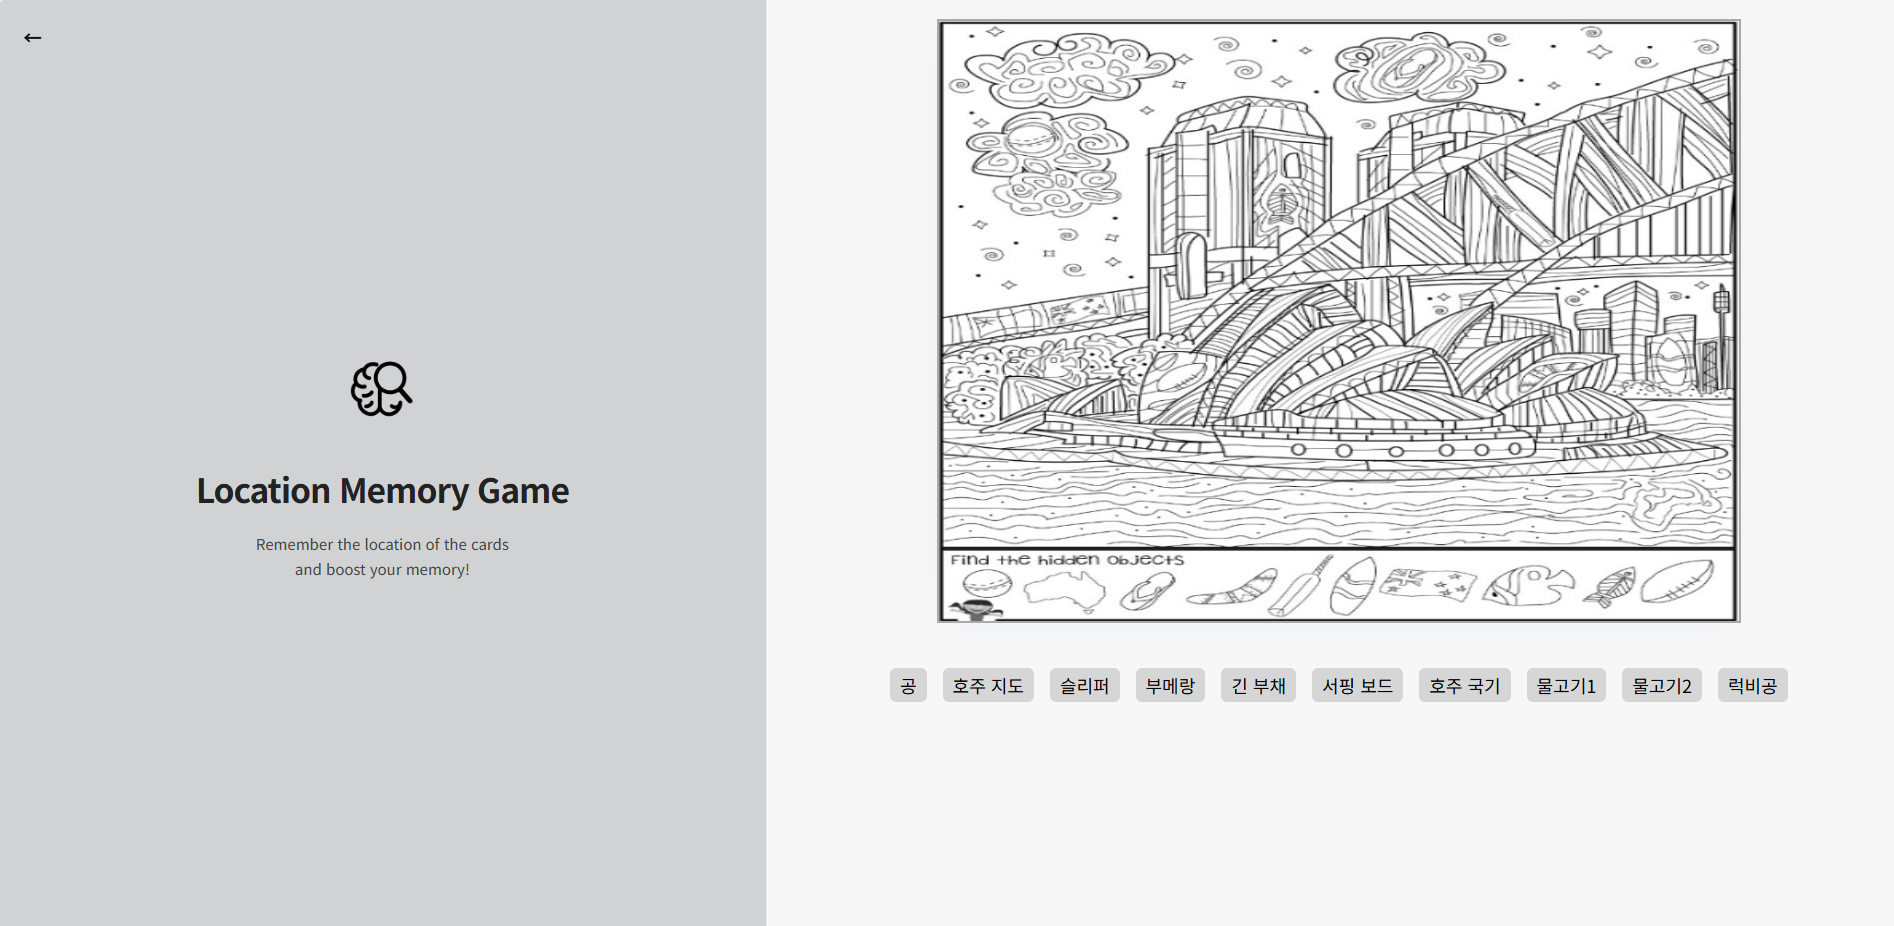 ←
Location Memory Game
Remember the location of the cards
and boost your memory!
Find the hidden objects
공 호주 지도 슬리퍼 부메랑 긴 부채 서핑 보드 호주 국기 물고기1 물고기2 럭비공